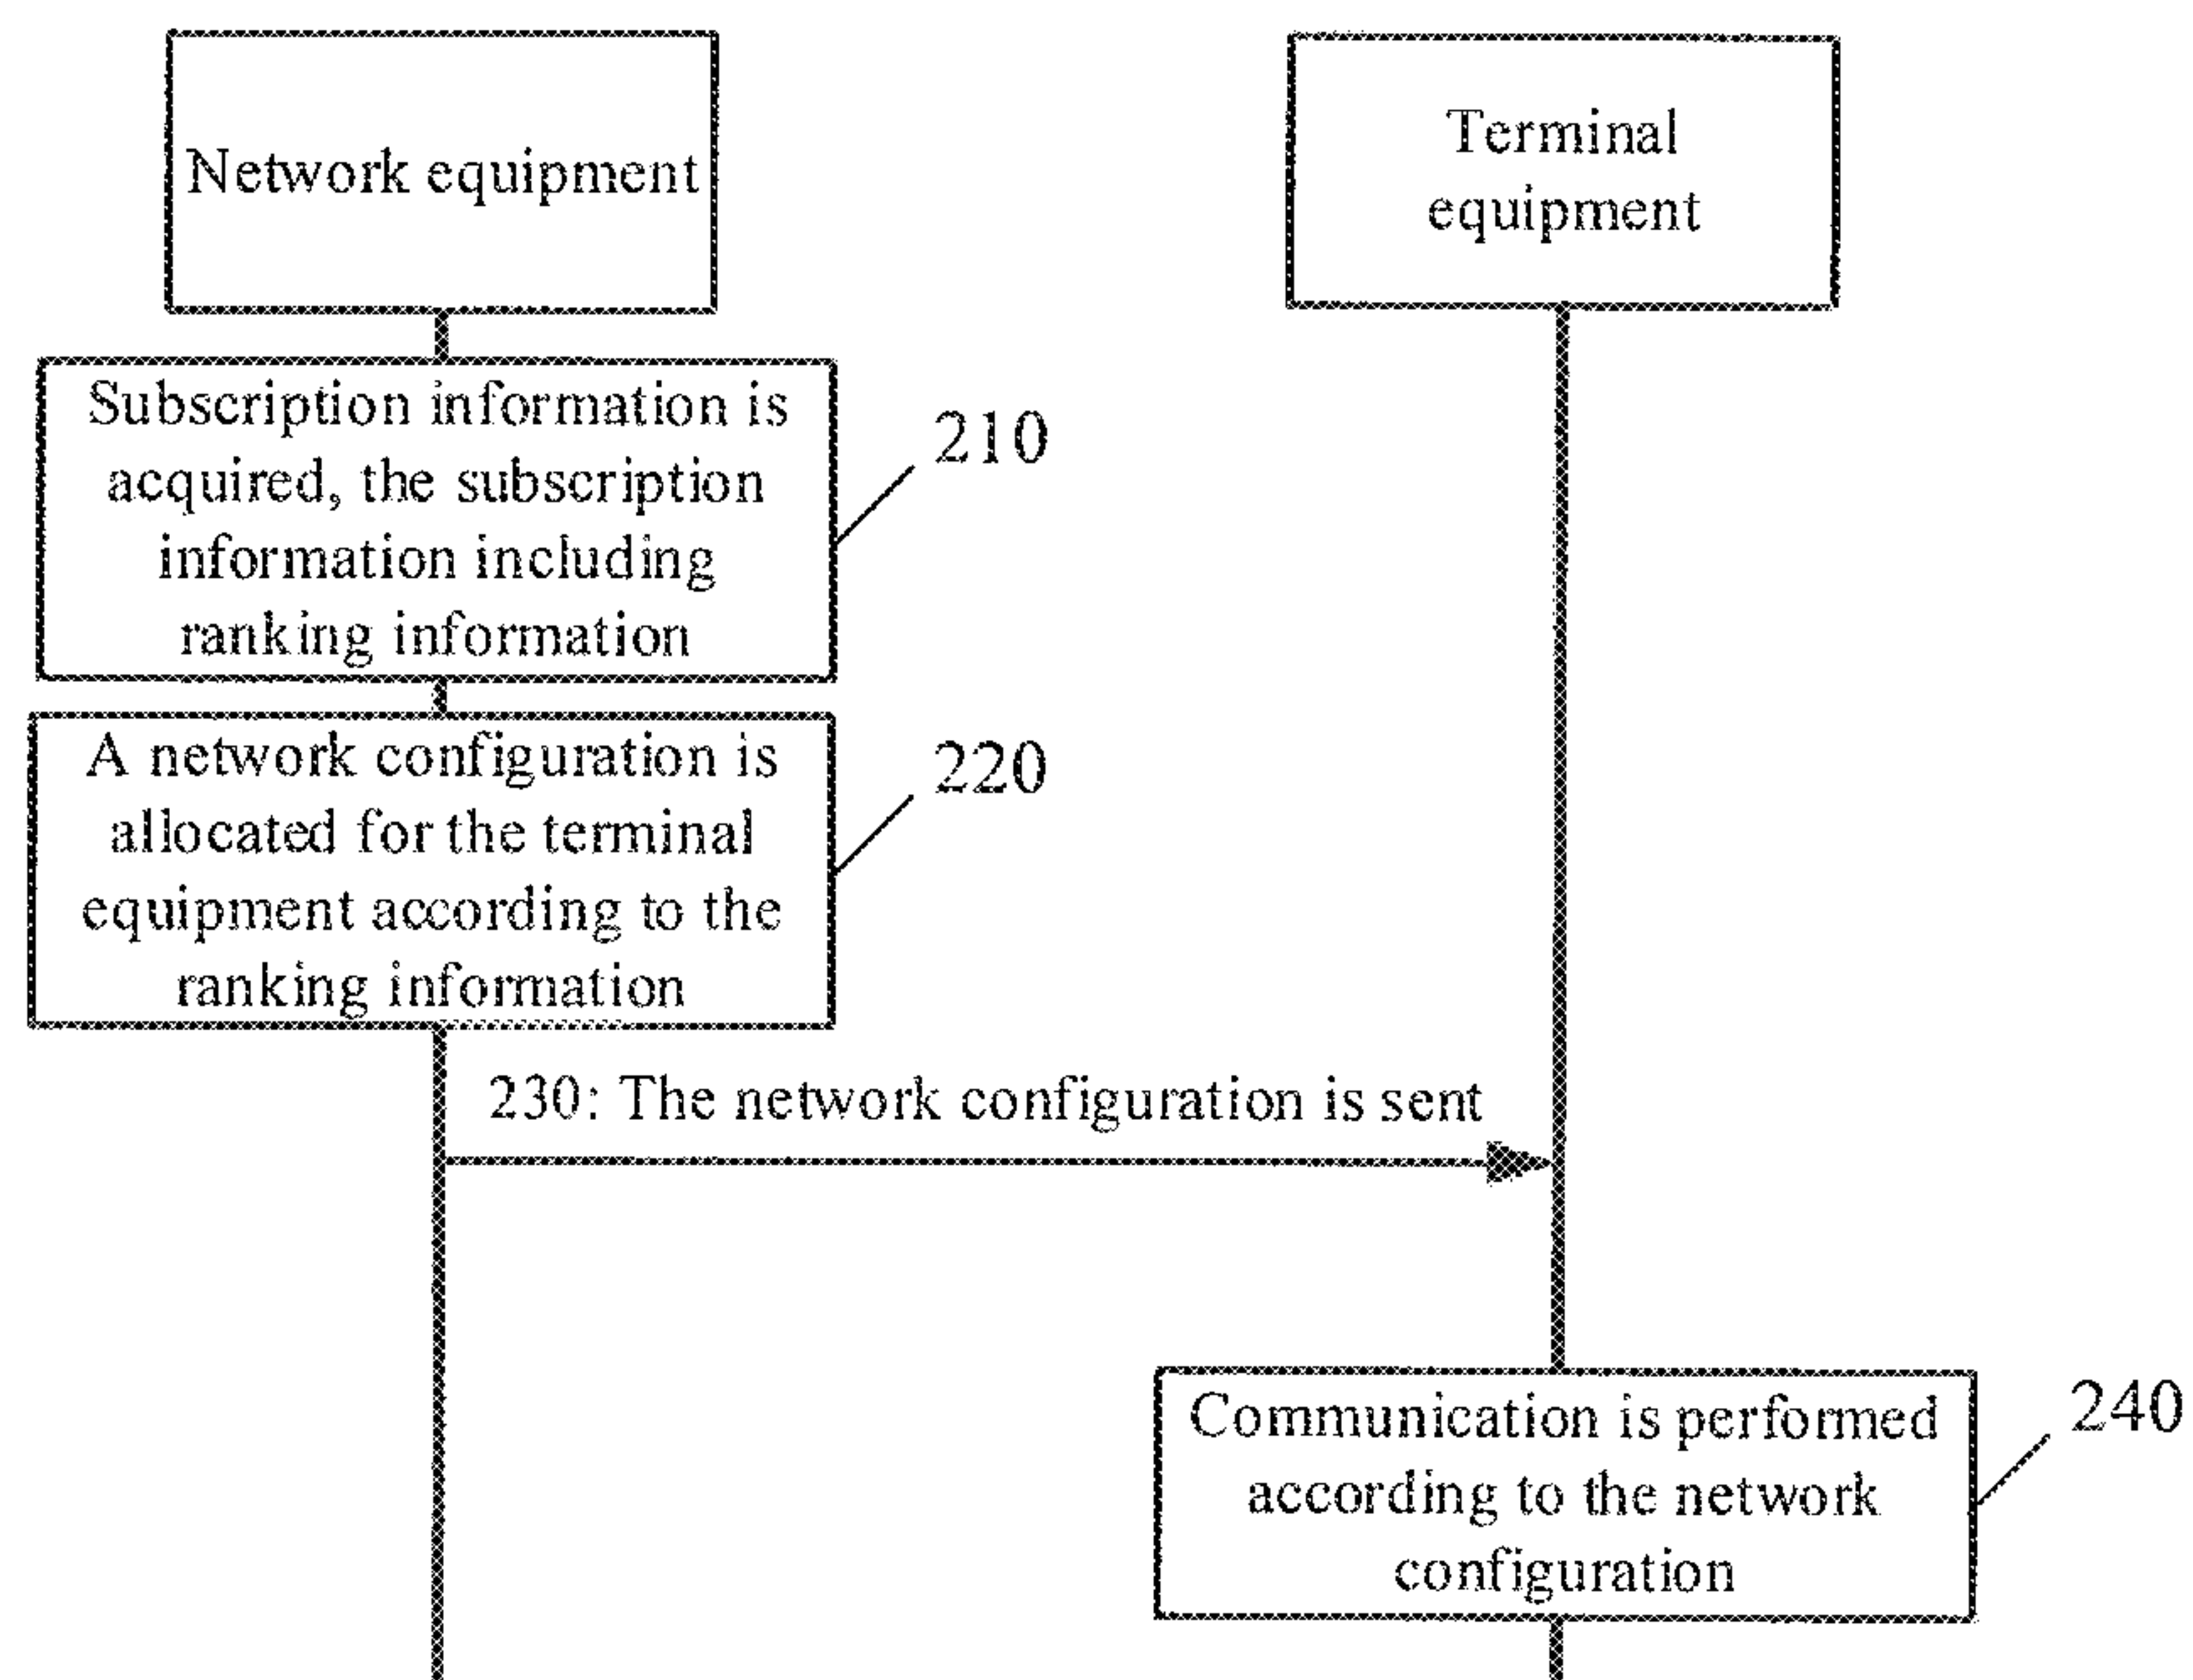 Network equipment
Terminal
equipment
Subscription information is
acquired, the subscription
information including
ranking information
210
A network configuration is
allocated for the terminal
equipment according to the
ranking information
220
230: The network configuration is sent
Communication is performed
according to the network
configuration
240